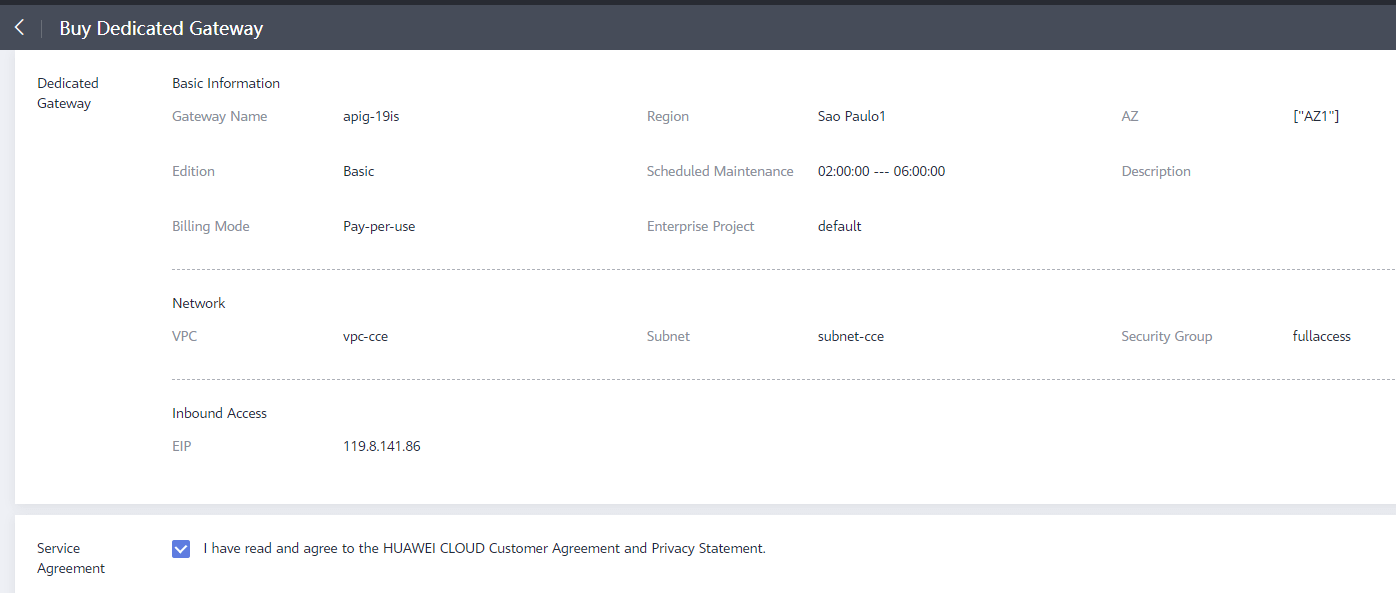 Buy Dedicated Gateway
Dedicated
Gateway
Basic Information
Gateway Name apig-19is Region Sao Paulo1 AZ ["AZ1"]
Edition Basic Scheduled Maintenance 02:00:00 --- 06:00:00 Description
Billing Mode Pay-per-use Enterprise Project default
Network
VPC vpc-cce Subnet subnet-cce Security Group fullaccess
Inbound Access
EIP 119.8.141.86
Service
Agreement
I have read and agree to the HUAWEI CLOUD Customer Agreement and Privacy Statement.